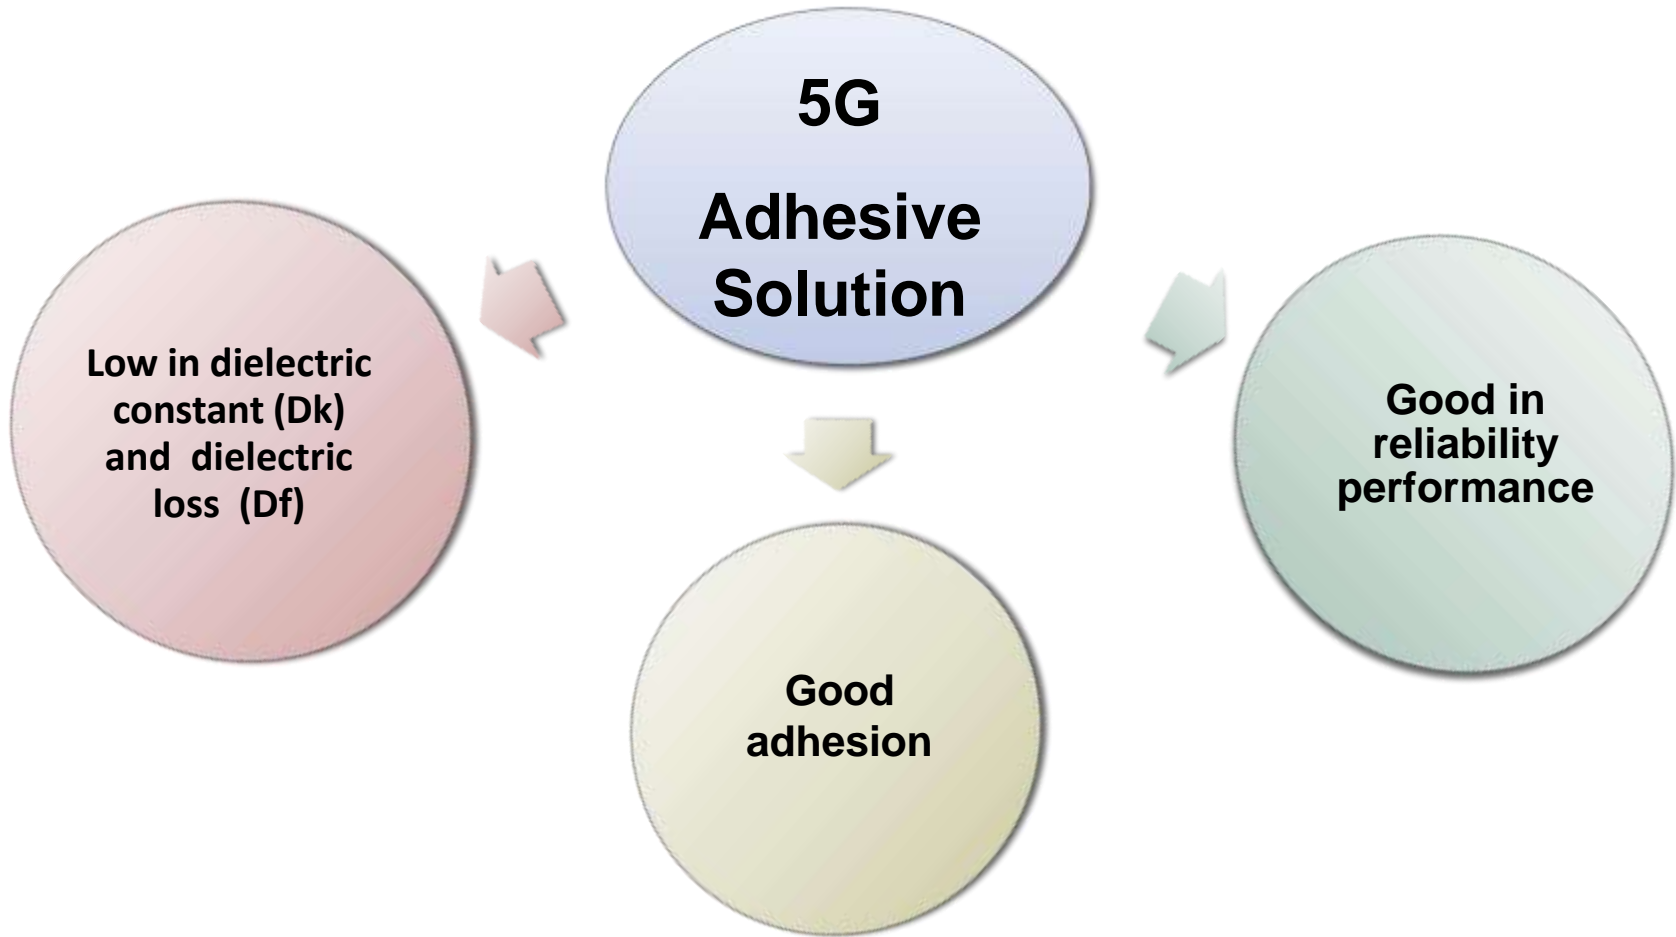 5G
Adhesive
Solution
Low in dielectric
constant (Dk)
and dielectric
loss (Df)
Good
adhesion
Good in
reliability
performance